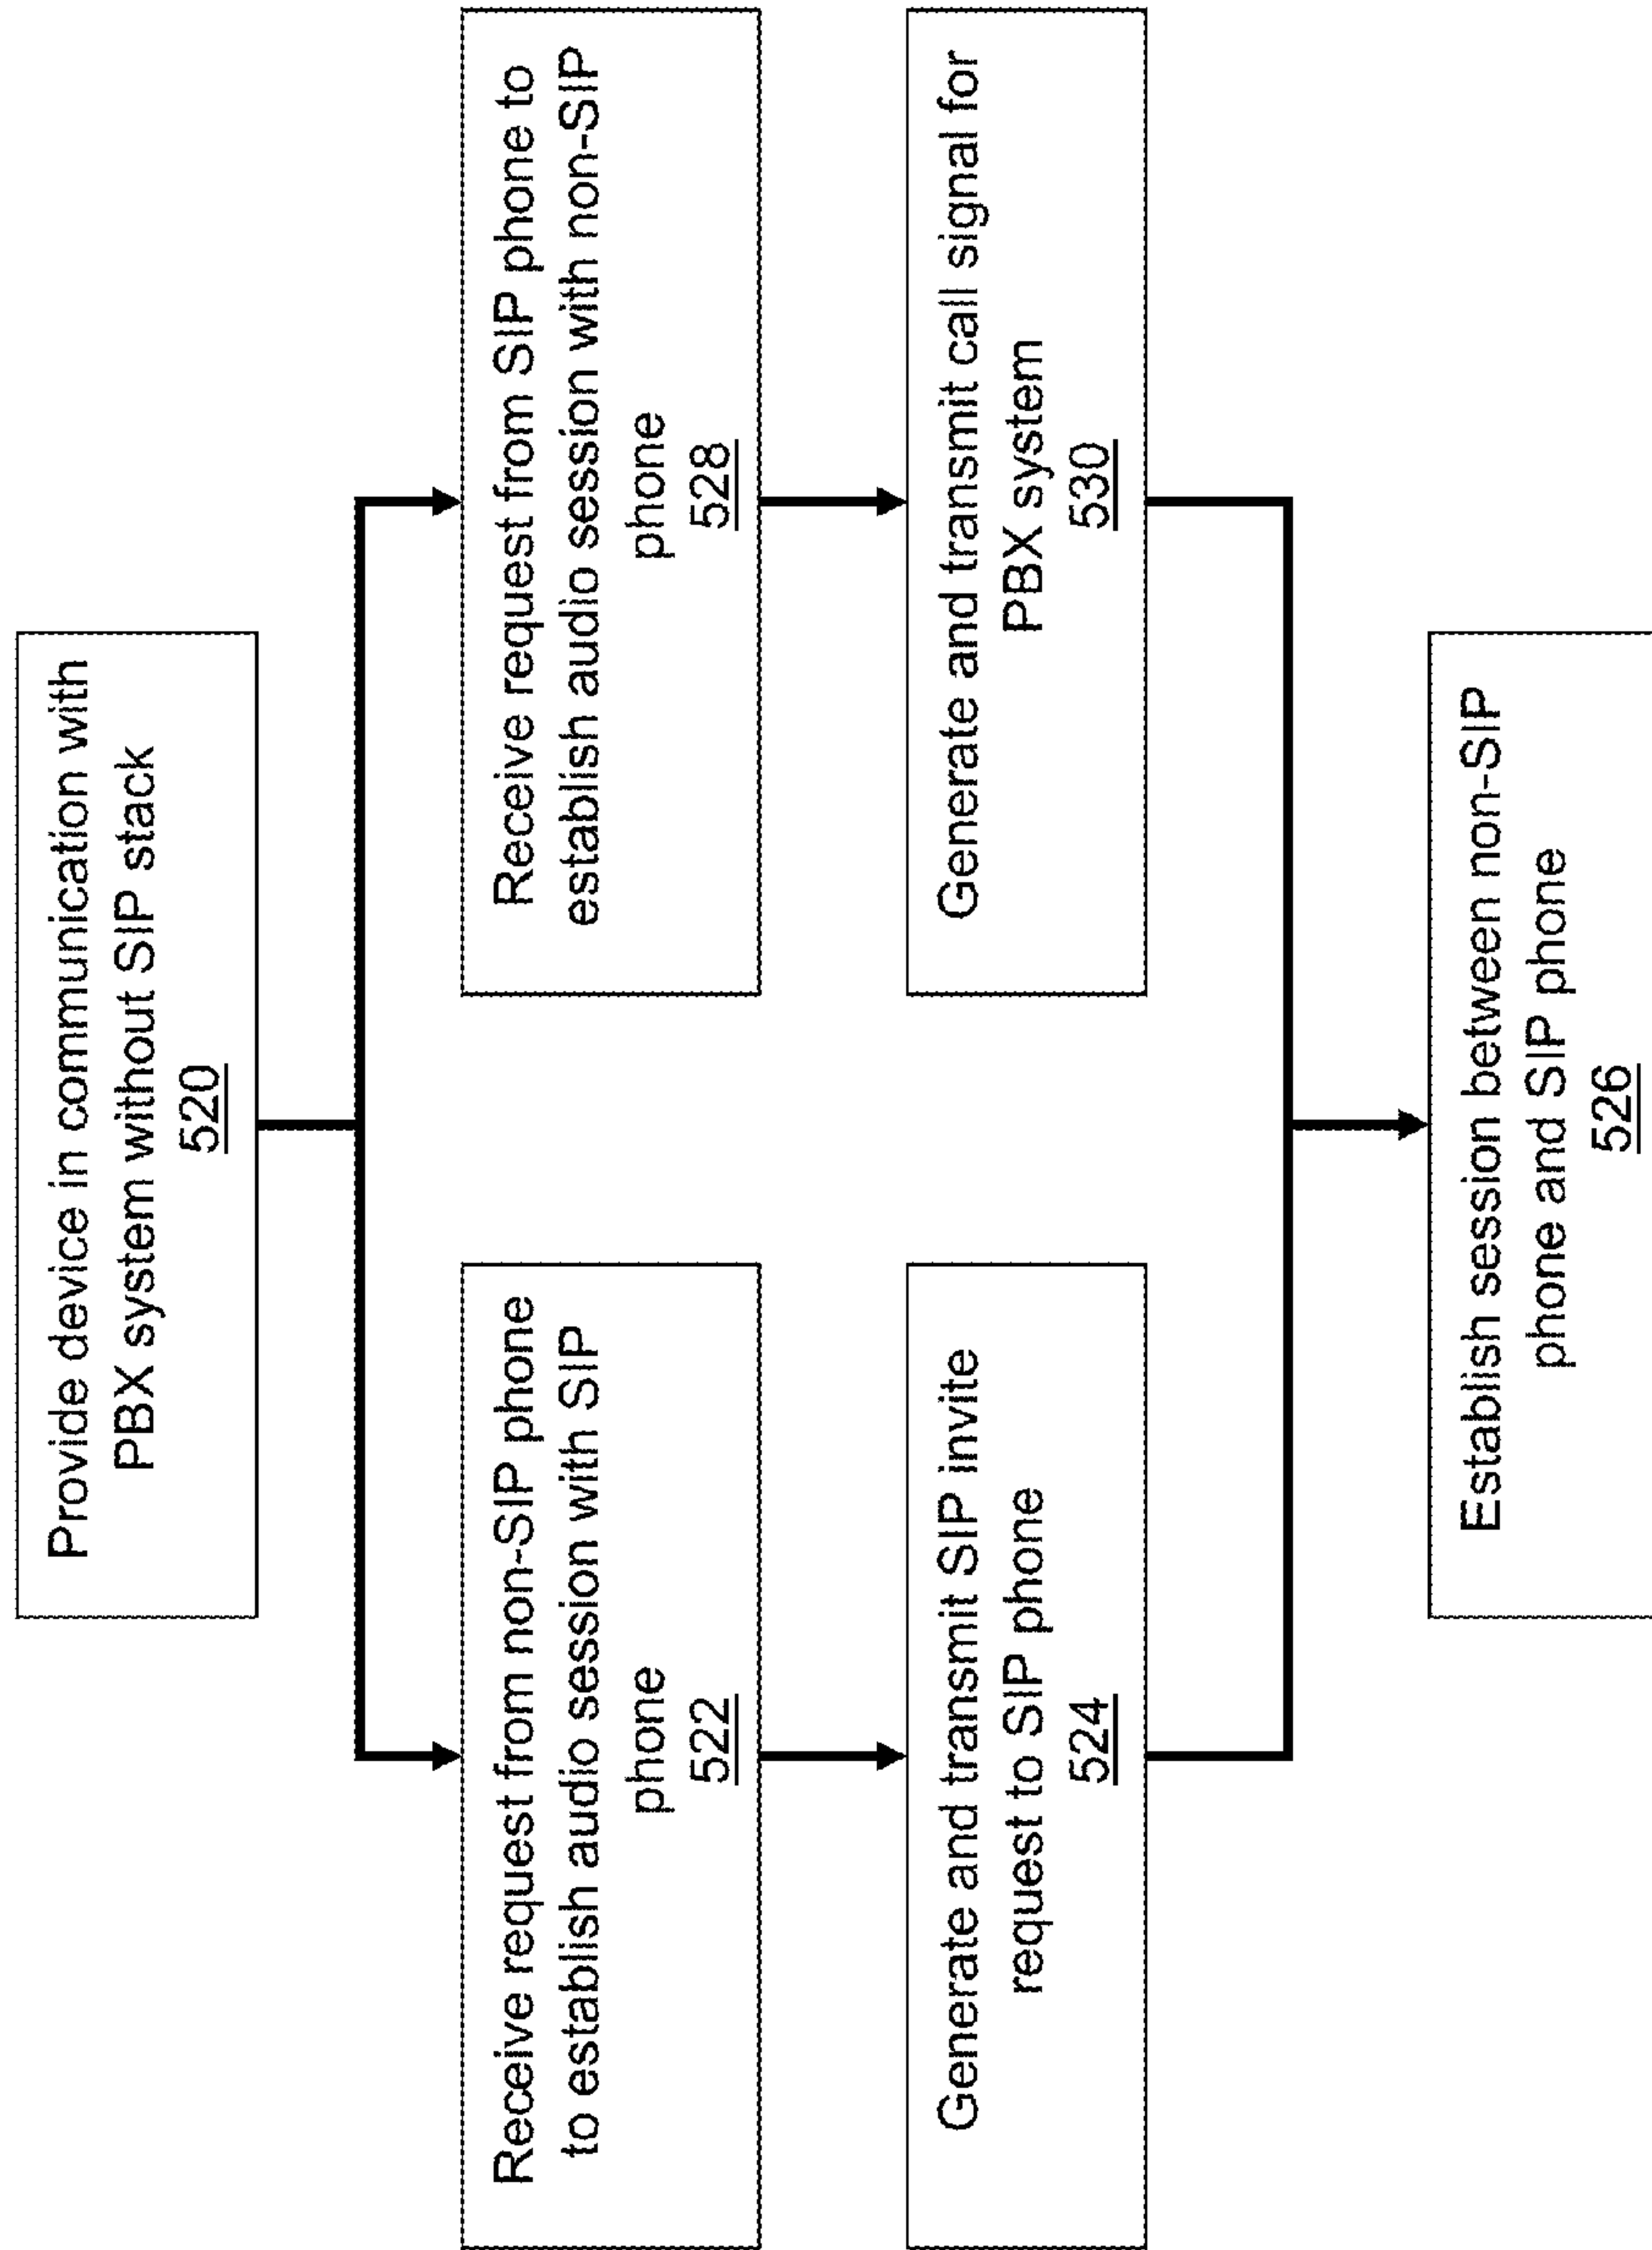 Provide device in communication with
PBX system without SIP stack
520
Receive request from non-SIP phone
to establish audio session with SIP
phone
522
Generate and transmit SIP invite
request to SIP phone
524
Receive request from SIP phone to
establish audio session with non-SIP
phone
528
Generate and transmit call signal for
PBX system
530
Establish session between non-SIP
phone and SIP phone
526